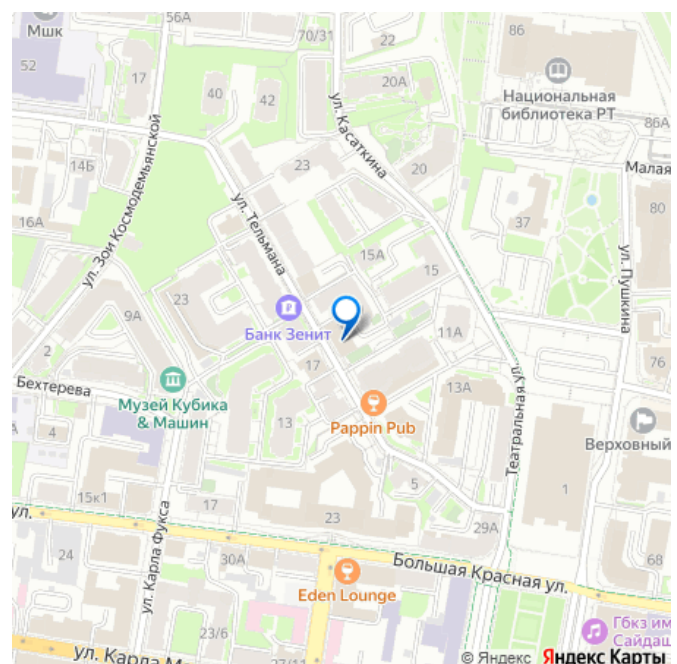 56А
Мшк
52
17
70/31
22
86
40
42
20А
Национальная
библиотека РТ
86А
ул. Касаткина
14Б
23
20
Малая
ул. Зои Космодемьянской
ул. Тельмана
16А
37
80
15А
15
ул. Пушкина
23
9А
Банк Зенит
11А
2
17
76
Бехтерева
13А
Музей Кубика
& Машин
4
13
Pappin Pub
Театральная ул.
Верховный
15к1
17
5
1
ул.
23
29А
24
ул. Карла Фукса
30А
Большая Красная ул.
68
Eden Lounge
23/6
Гбкз им
Сайдаш
ул. Карла М
27/11
© Яндекс Яндекс Карты